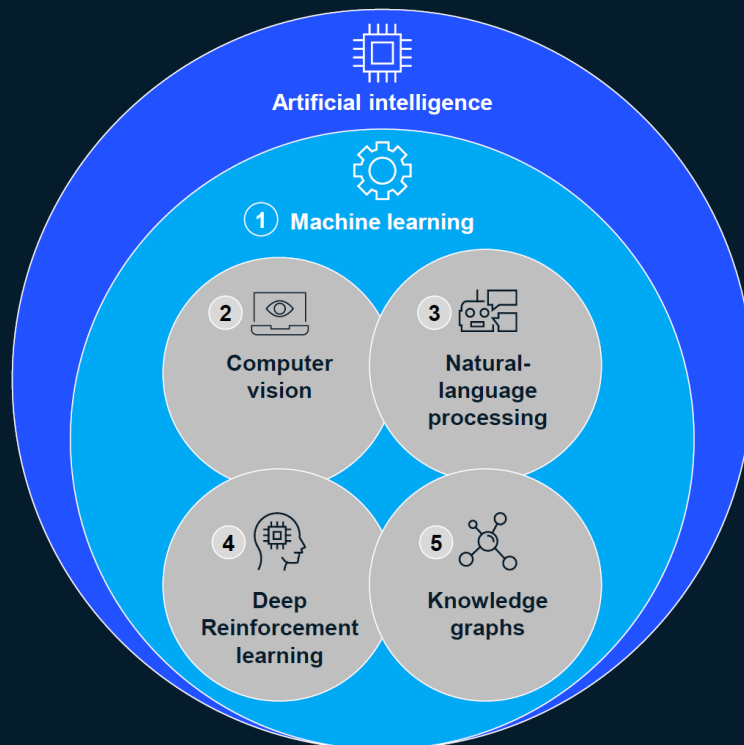 Artificial intelligence
1 Machine learning
2
Computer
vision
3
Natural-
language
processing
4
Deep
Reinforcement
learning
5
Knowledge
graphs